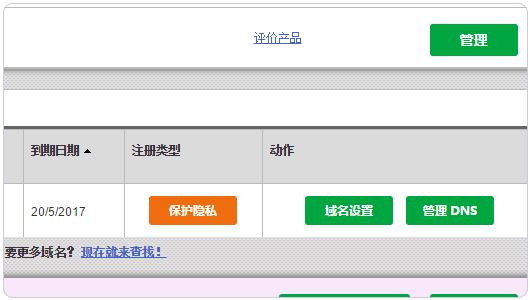 评价产品
管理
到期日期 注册类型 动作
20/5/2017 保护隐私 域名设置 管理 DNS
要更多域名？现在就来查找！